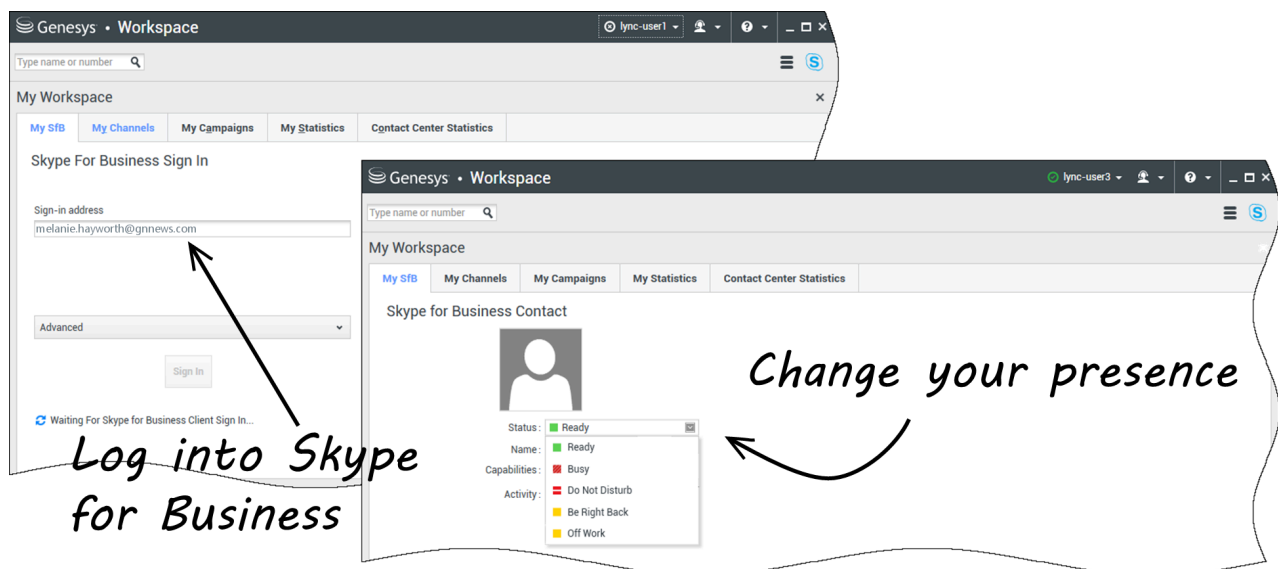 Genesys • Workspace
lync-user1
Type name or number
My Workspace
My SfB My Channels My Campaigns My Statistics Contact Center Statistics
Skype For Business Sign In
Sign-in address
melanie.hayworth@gnnews.com
Advanced
Sign In
Waiting For Skype for Business Client Sign In...
Log into Skype
for Business
Genesys • Workspace
lync-user3
Type name or number
My Workspace
My SfB My Channels My Campaigns My Statistics Contact Center Statistics
Skype for Business Contact
Status: Ready
Name: Ready
Capabilities: Busy
Activity: Do Not Disturb
Be Right Back
Off Work
Change your presence